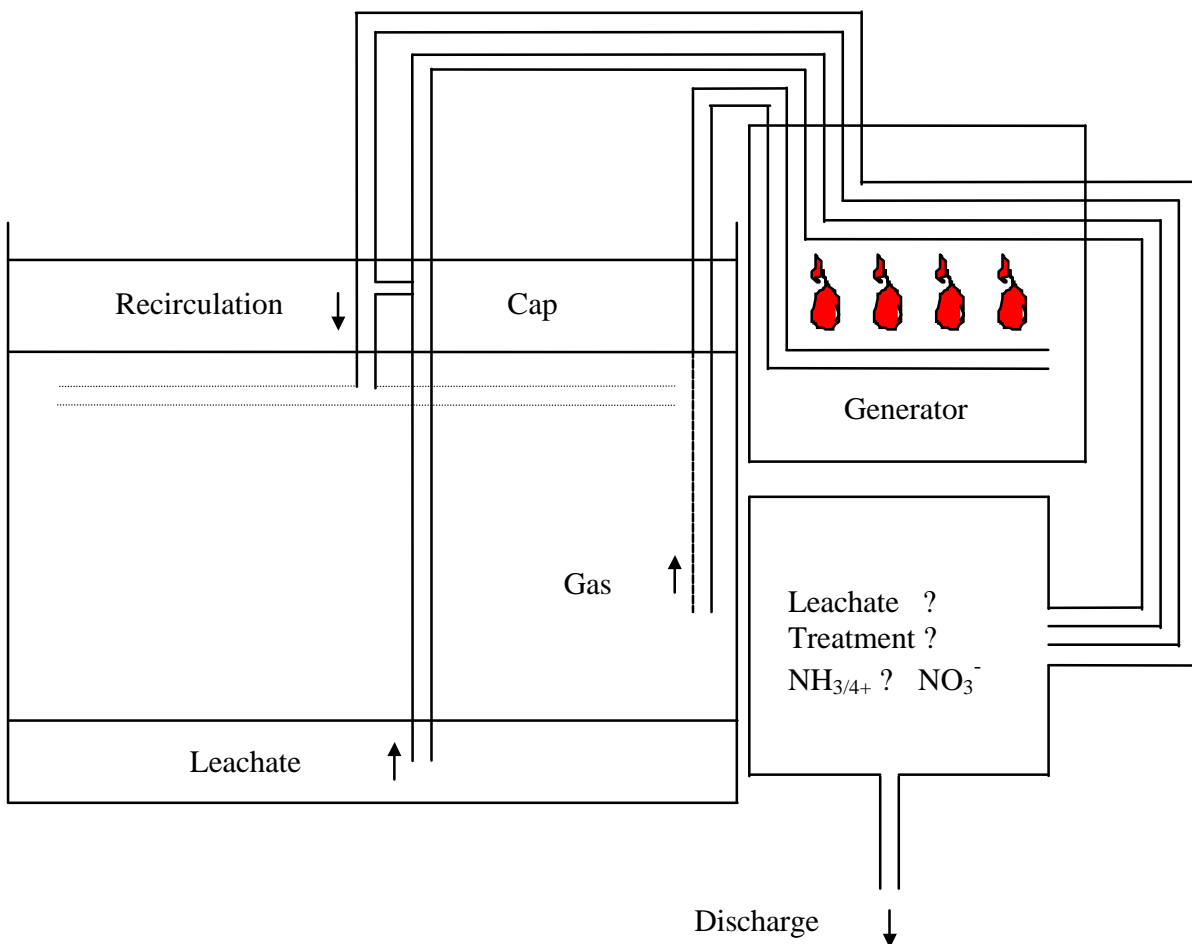 Recirculation
Cap
Generator
Gas
Leachate ?
Treatment ?
NH₃/₄₊ ? NO₃⁻
Leachate
Discharge